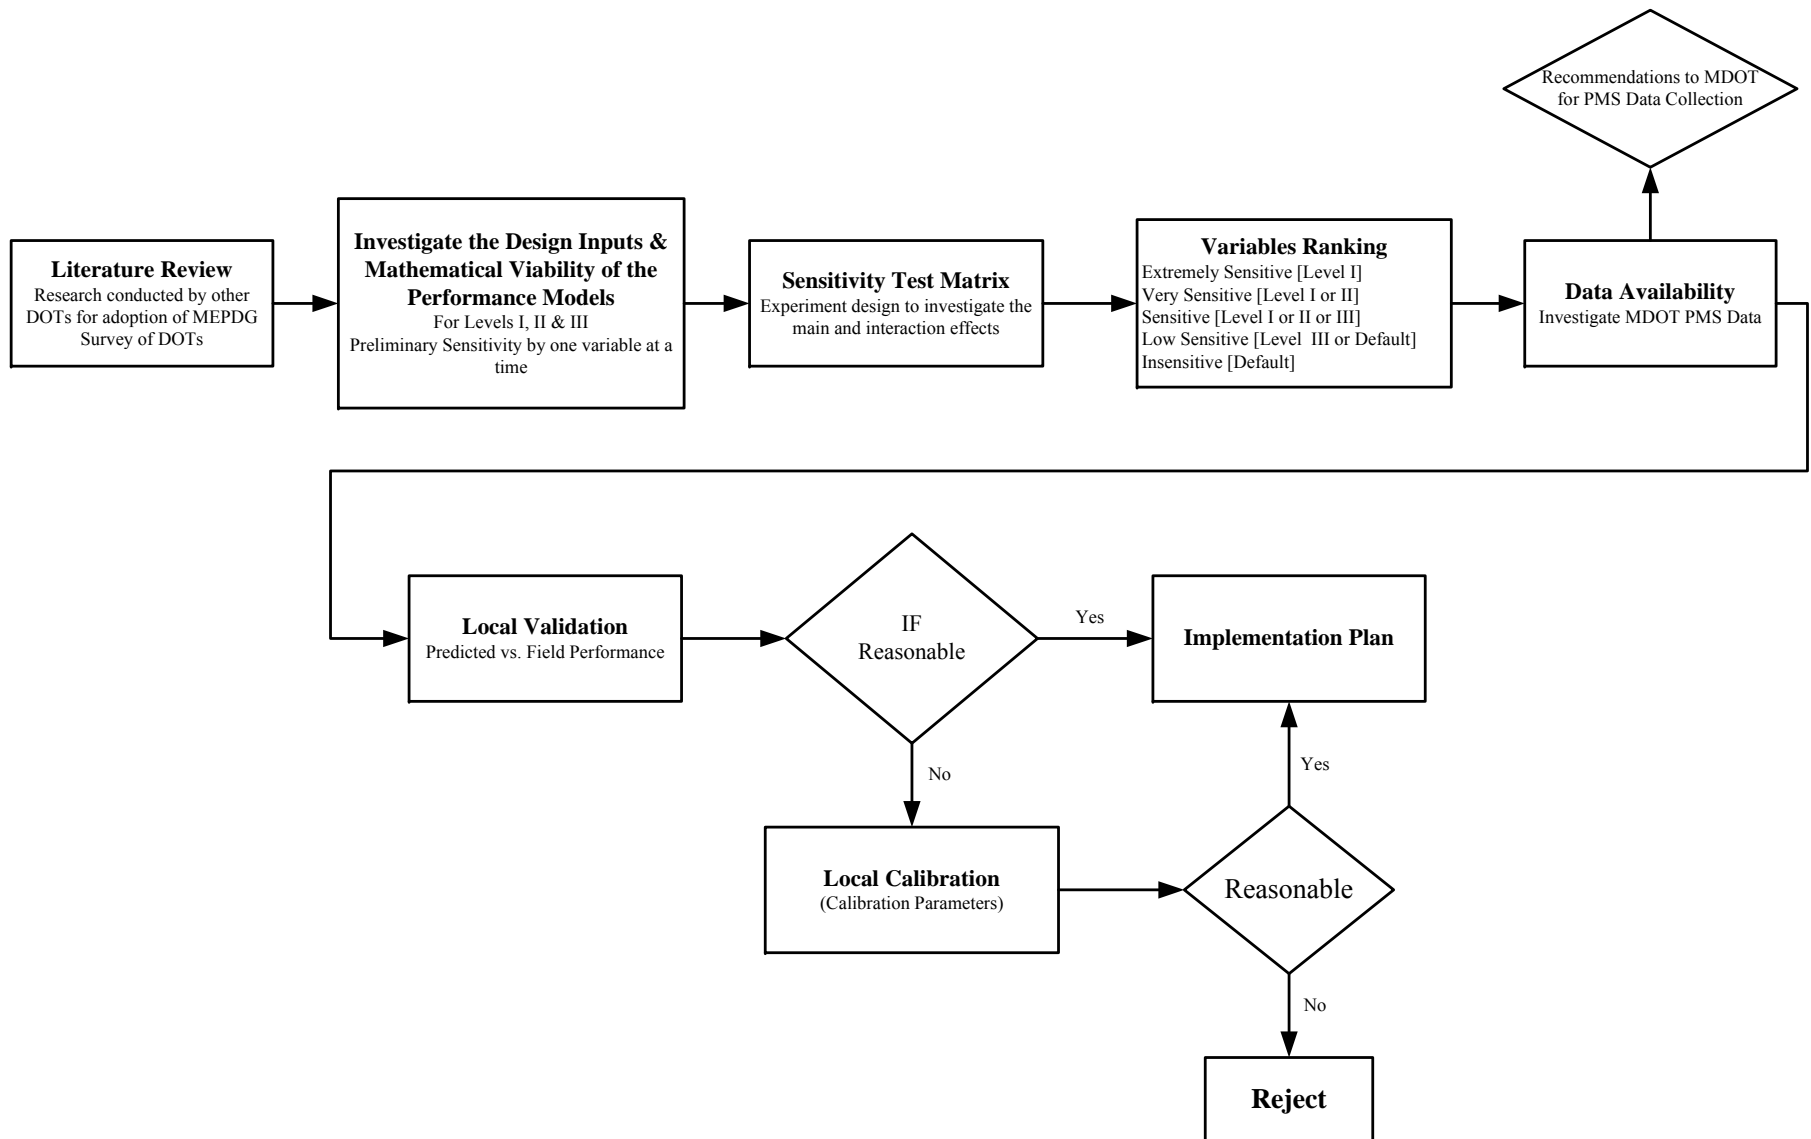 Recommendations to MDOT
for PMS Data Collection
Literature Review
Research conducted by other
DOTs for adoption of MEPDG
Survey of DOTs
Investigate the Design Inputs &
Mathematical Viability of the
Performance Models
For Levels I, II & III
Preliminary Sensitivity by one variable at a
time
Sensitivity Test Matrix
Experiment design to investigate the
main and interaction effects
Variables Ranking
Extremely Sensitive [Level I]
Very Sensitive [Level I or II]
Sensitive [Level I or II or III]
Low Sensitive [Level  III or Default]
Insensitive [Default]
Data Availability
Investigate MDOT PMS Data
Local Validation
Predicted vs. Field Performance
IF
Reasonable
Yes
Implementation Plan
No
Yes
Local Calibration
(Calibration Parameters)
Reasonable
No
Reject